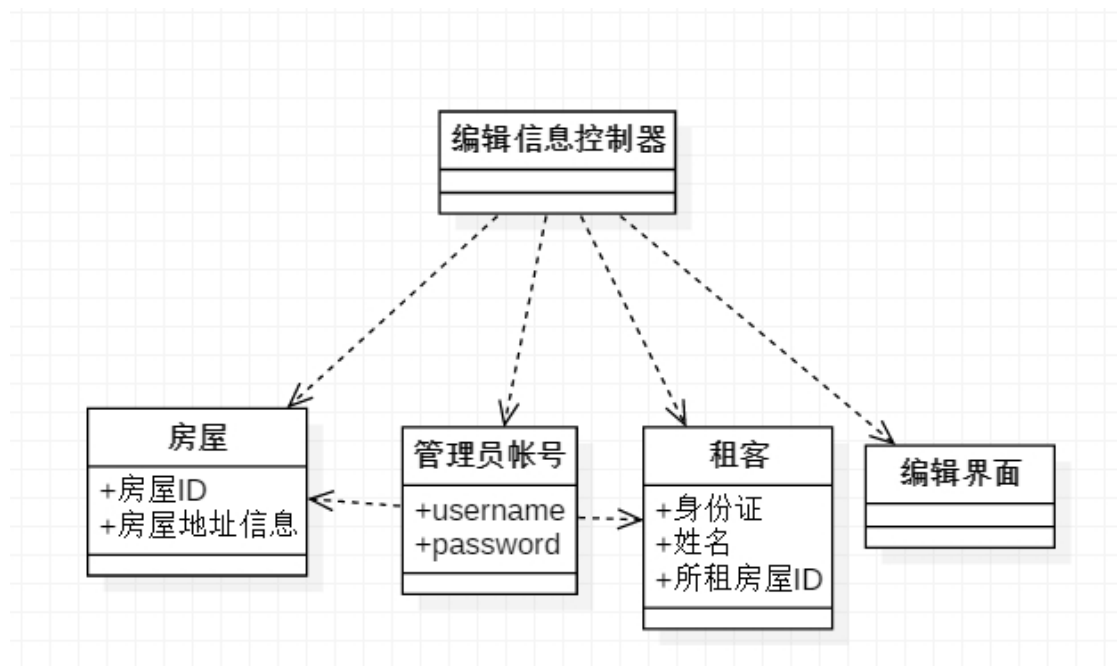 编辑信息控制器
房屋
+房屋ID
+房屋地址信息
管理员帐号
+username
+password
租客
+身份证
+姓名
+所租房屋ID
编辑界面